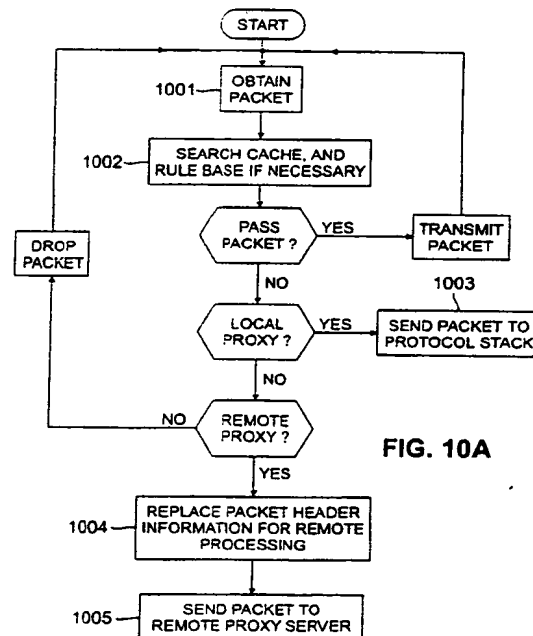 START
1001
OBTAIN
PACKET
1002
SEARCH CACHE, AND
RULE BASE IF NECESSARY
PASS
PACKET ?
YES
TRANSMIT
PACKET
DROP
PACKET
NO
1003
LOCAL
PROXY ?
YES
SEND PACKET TO
PROTOCOL STACK
NO
NO
REMOTE
PROXY ?
FIG. 10A
YES
1004
REPLACE PACKET HEADER
INFORMATION FOR REMOTE
PROCESSING
1005
SEND PACKET TO
REMOTE PROXY SERVER